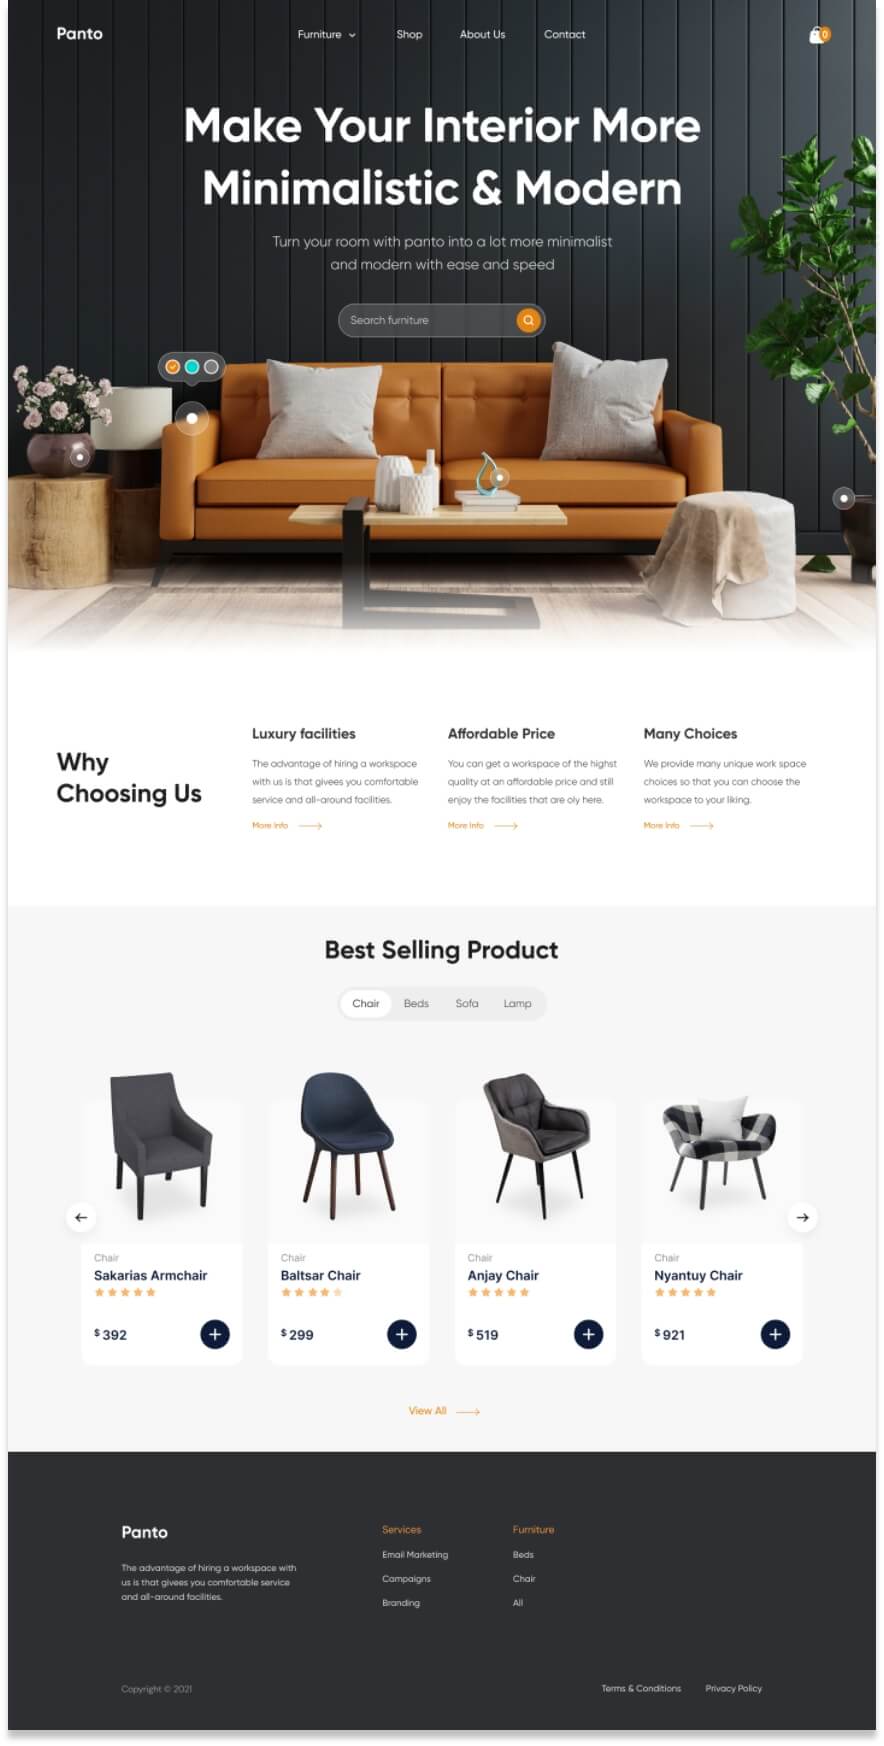 Panto
Furniture
Shop
About Us
Contact
0
Make Your Interior More
Minimalistic & Modern
Turn your room with panto into a lot more minimalist
and modern with ease and speed
Search furniture
Why
Choosing Us
Luxury facilities
The advantage of hiring a workspace
with us is that givees you comfortable
service and all-around facilities.
More Info
Affordable Price
You can get a workspace of the highst
quality at an affordable price and still
enjoy the facilities that are oly here.
More Info
Many Choices
We provide many unique work space
choices so that you can choose the
workspace to your liking.
More Info
Best Selling Product
Chair
Beds
Sofa
Lamp
Chair
Sakarias Armchair
$ 392
Chair
Baltsar Chair
$ 299
Chair
Anjay Chair
$ 519
Chair
Nyantuy Chair
$ 921
View All
Panto
The advantage of hiring a workspace with
us is that givees you comfortable service
and all-around facilities.
Services
Email Marketing
Campaigns
Branding
Furniture
Beds
Chair
All
Copyright © 2021
Terms & Conditions
Privacy Policy